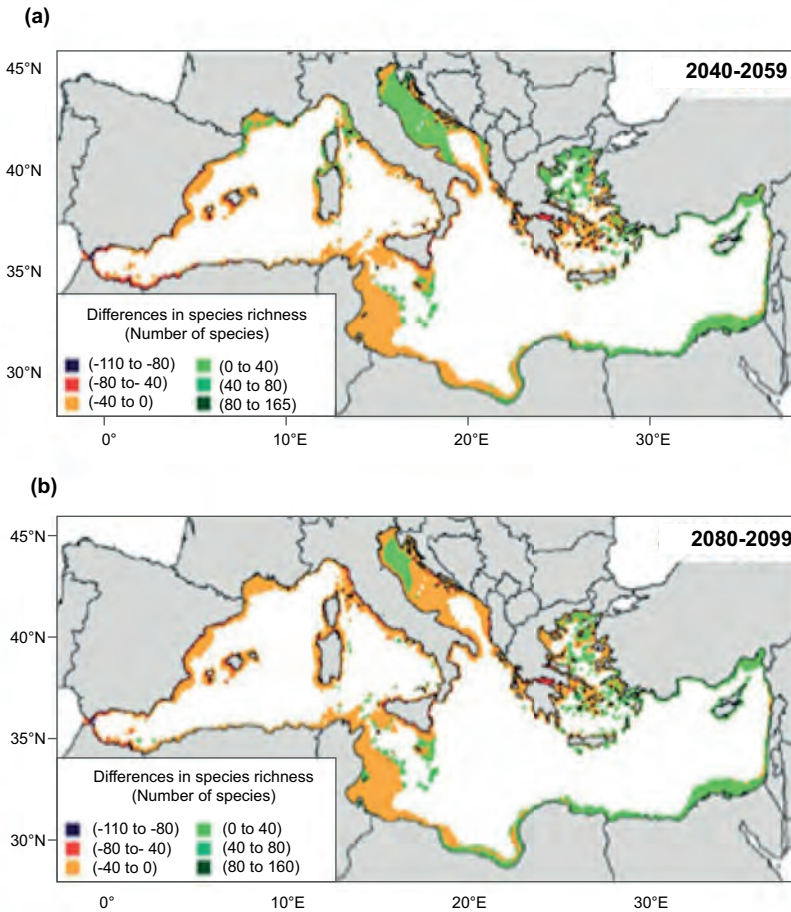 (a)
45°N
2040-2059
40°N
35°N
Differences in species richness
(Number of species)
(-110 to -80)
(0 to 40)
(-80 to- 40)
(40 to 80)
30°N
(-40 to 0)
(80 to 165)
0°
10°E
20°E
30°E
(b)
45°N
2080-2099
40°N
35°N
Differences in species richness
(Number of species)
(-110 to -80)
(0 to 40)
30°N
(-80 to- 40)
(40 to 80)
(-40 to 0)
(80 to 160)
0°
10°E
20°E
30°E